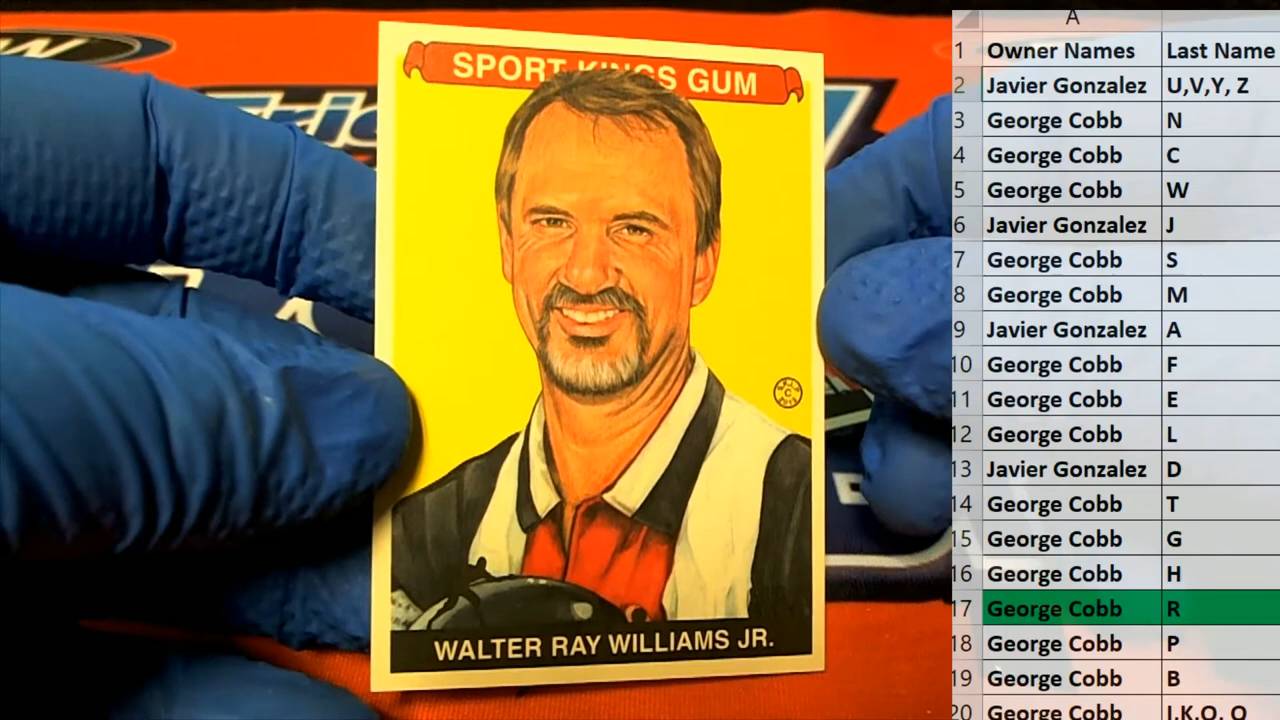 SPORT KINGS GUM
WALTER RAY WILLIAMS JR.
A
1 Owner Names Last Name
2 Javier Gonzalez U,V,Y, Z
3 George Cobb N
4 George Cobb C
5 George Cobb W
6 Javier Gonzalez J
7 George Cobb S
8 George Cobb M
9 Javier Gonzalez A
10 George Cobb F
11 George Cobb E
12 George Cobb L
13 Javier Gonzalez D
14 George Cobb T
15 George Cobb G
16 George Cobb H
17 George Cobb R
18 George Cobb P
19 George Cobb B
20 George Cobb